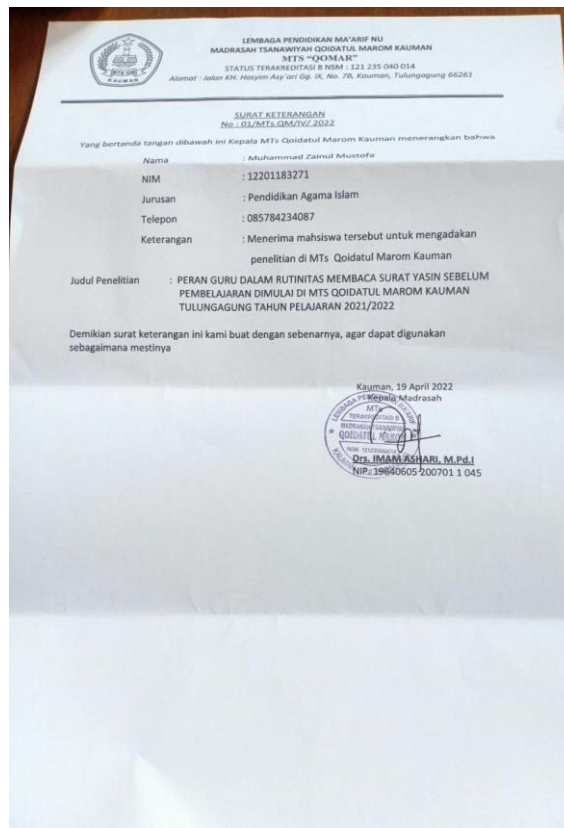 LEMBAGA PENDIDIKAN MA'ARIF NU
MADRASAH TSANAWIYAH QOIDATUL MAROM KAUMAN
MTS "QOMAR"
STATUS TERAKREDITASI B NSM : 121 235 040 014
Alamat : Jalan KH. Hasyim Asy'ari Gg. IX, No. 7B, Kauman, Tulungagung 66261
KAUMAN
SURAT KETERANGAN
No : 01/MTs.QM/IV/ 2022
Yang bertanda tangan dibawah ini Kepala MTs Qoidatul Marom Kauman menerangkan bahwa
Nama : Muhammad Zainul Mustofa
NIM : 12201183271
Jurusan : Pendidikan Agama Islam
Telepon : 085784234087
Keterangan : Menerima mahsiswa tersebut untuk mengadakan
penelitian di MTs Qoidatul Marom Kauman
Judul Penelitian : PERAN GURU DALAM RUTINITAS MEMBACA SURAT YASIN SEBELUM
PEMBELAJARAN DIMULAI DI MTS QOIDATUL MAROM KAUMAN
TULUNGAGUNG TAHUN PELAJARAN 2021/2022
Demikian surat keterangan ini kami buat dengan sebenarnya, agar dapat digunakan
sebagaimana mestinya
Kauman, 19 April 2022
Kepala Madrasah
MTs
TERAKREDITASI B
MADRASAH TSANAWIYAH
QOIDATUL MAROM
Drs. IMAM ASHARI, M.Pd.I
NIP. 19640605 200701 1 045